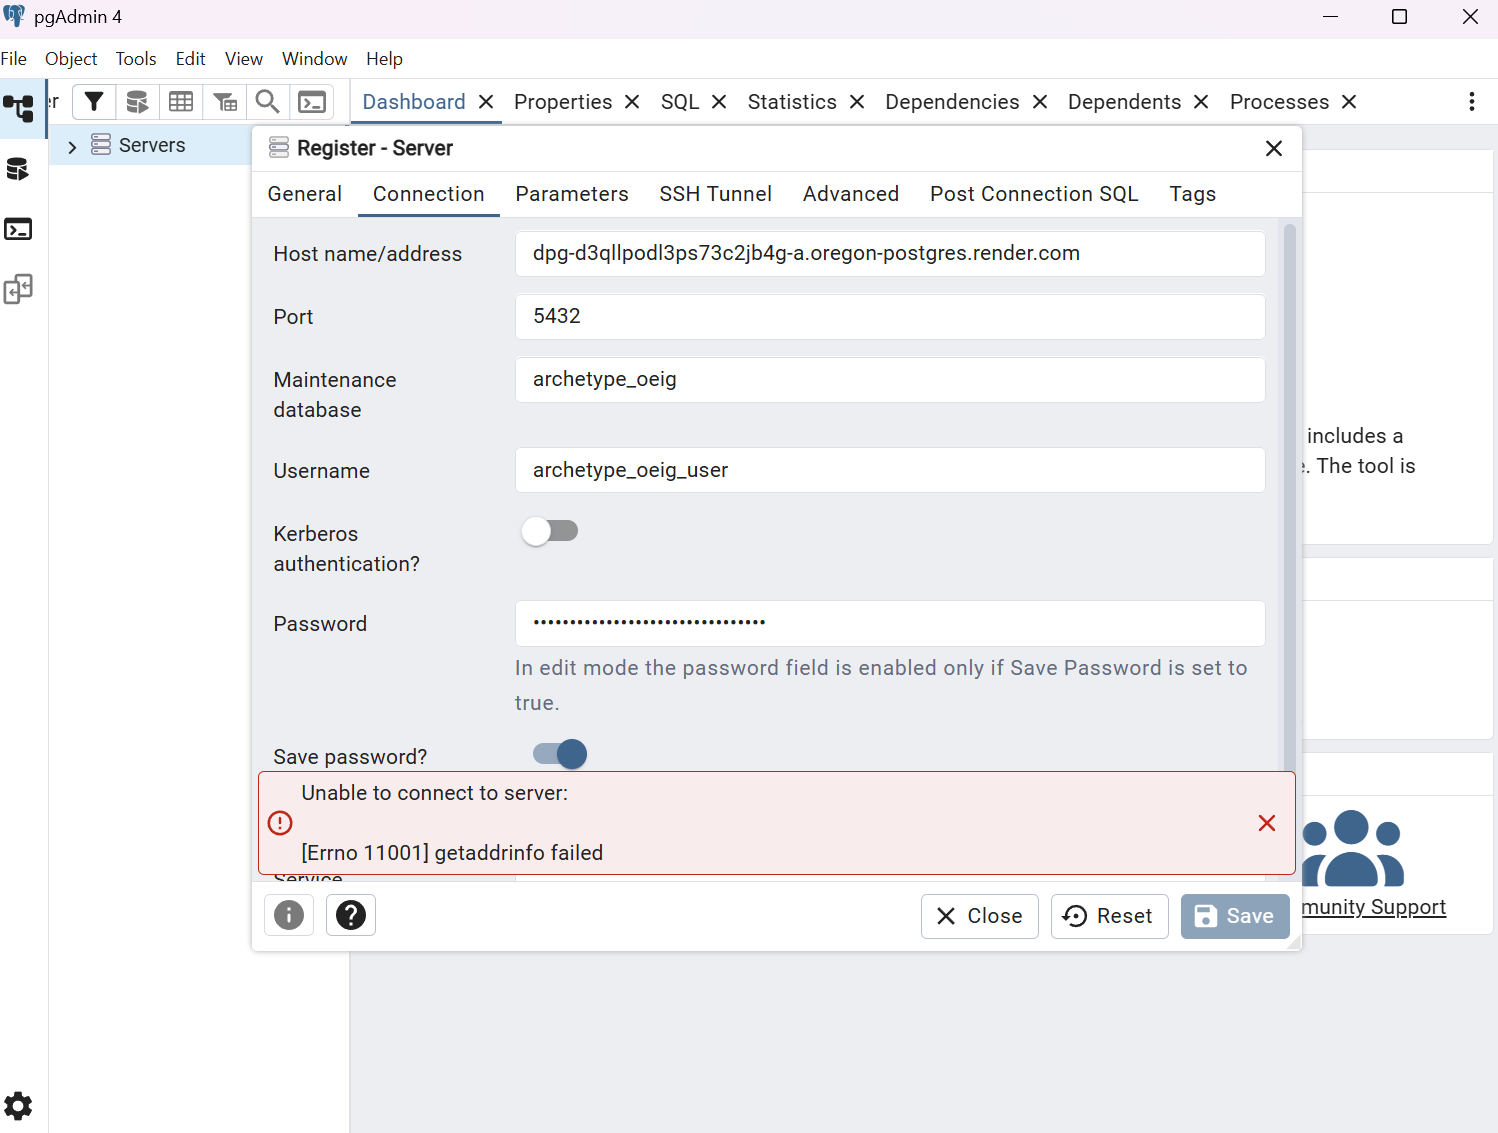 pgAdmin 4
File Object Tools Edit View Window Help
er
Dashboard Properties SQL Statistics Dependencies Dependents Processes
Servers
Register - Server
General Connection Parameters SSH Tunnel Advanced Post Connection SQL Tags
Host name/address dpg-d3qllpodl3ps73c2jb4g-a.oregon-postgres.render.com
Port 5432
Maintenance
database
archetype_oeig
includes a
e. The tool is
Username archetype_oeig_user
Kerberos
authentication?
Password ••••••••••••••••••••••••••••••••
In edit mode the password field is enabled only if Save Password is set to
true.
Save password?
Unable to connect to server:
[Errno 11001] getaddrinfo failed
Service
Close Reset Save
munity Support